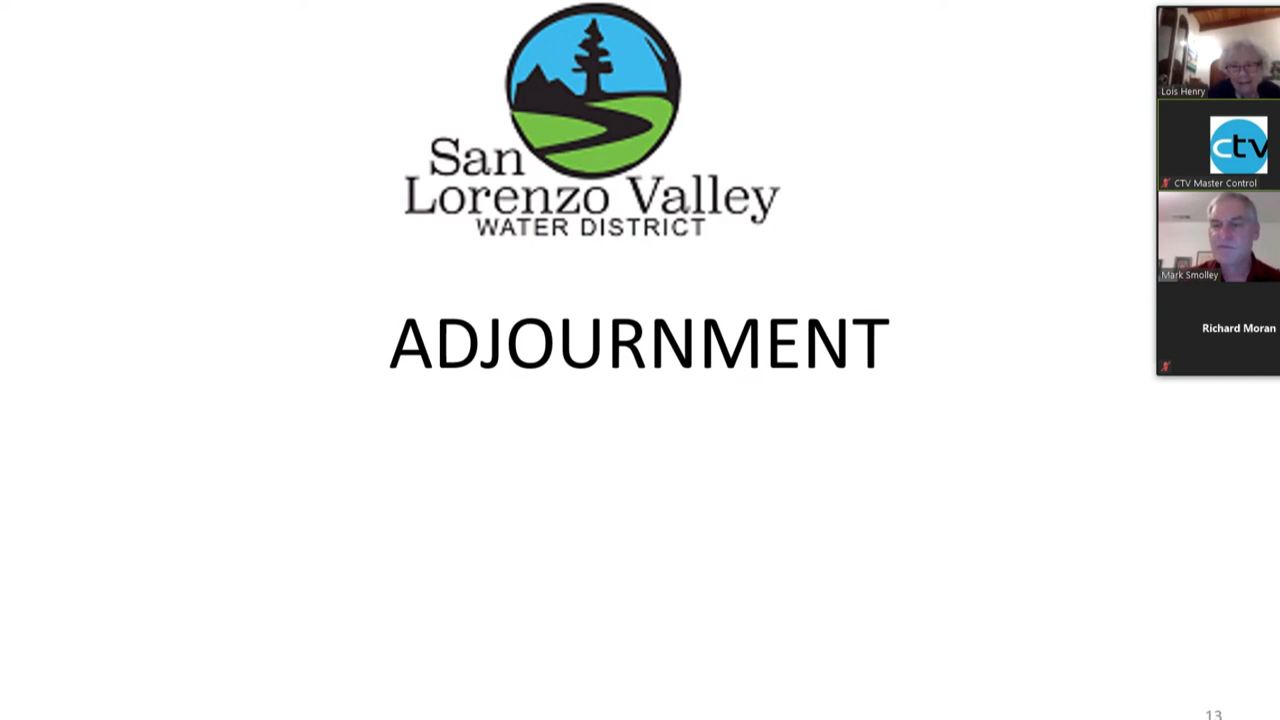 San
Lorenzo Valley
WATER DISTRICT
ADJOURNMENT
Lois Henry
ctv
CTV Master Control
Mark Smolley
Richard Moran
13